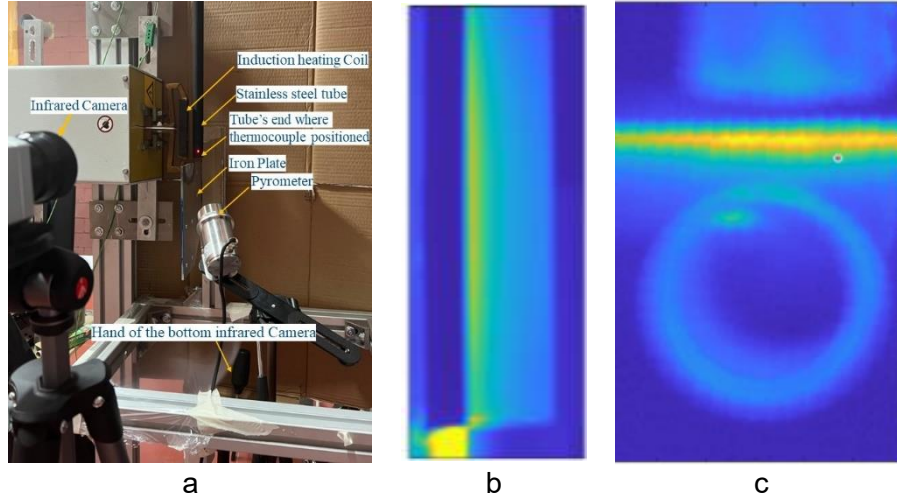 Induction heating Coil
Stainless steel tube
Infrared Camera
Tube's end where
thermocouple positioned
Iron Plate
Pyrometer
Hand of the bottom infrared Camera
a
b
c